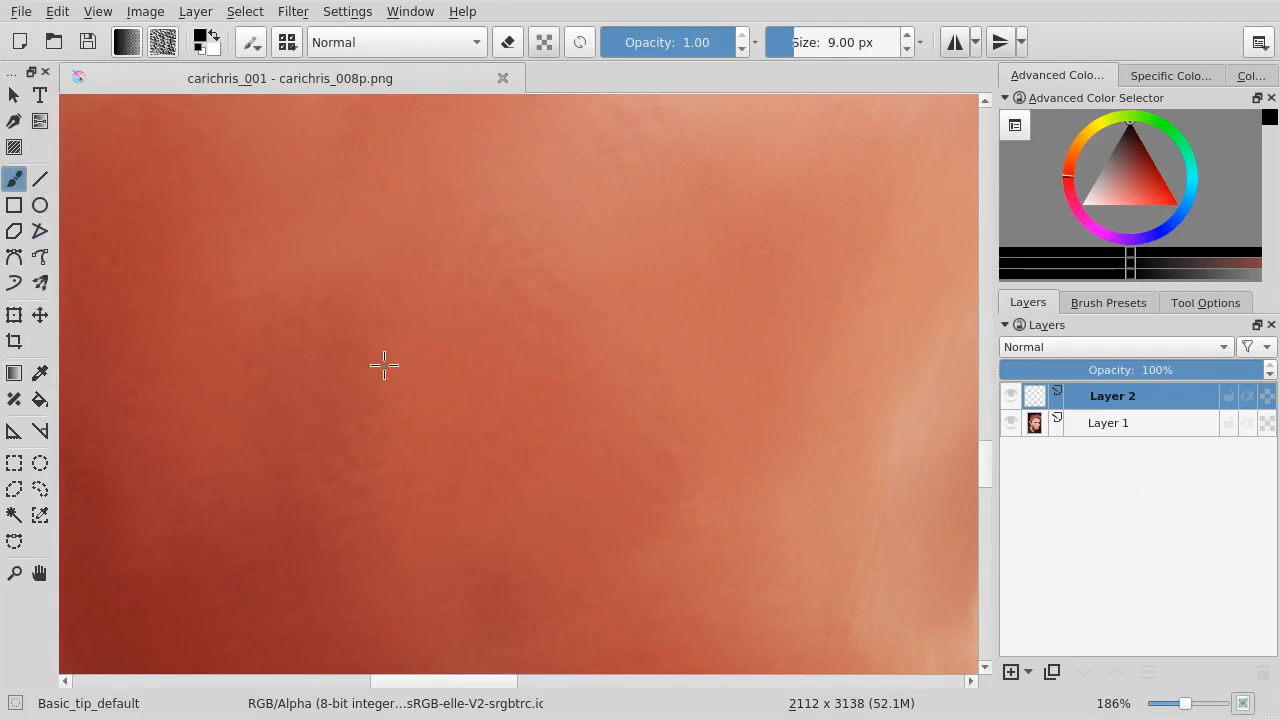 File Edit View Image Layer Select Filter Settings Window Help
Normal Opacity: 1.00 Size: 9.00 px
... carichris_001 - carichris_008p.png Advanced Colo... Specific Colo... Col...
Advanced Color Selector
Layers Brush Presets Tool Options
Layers
Normal
Opacity: 100%
Layer 2
Layer 1
Basic_tip_default RGB/Alpha (8-bit integer...sRGB-elle-V2-srgbtrc.ic 2112 x 3138 (52.1M) 186%